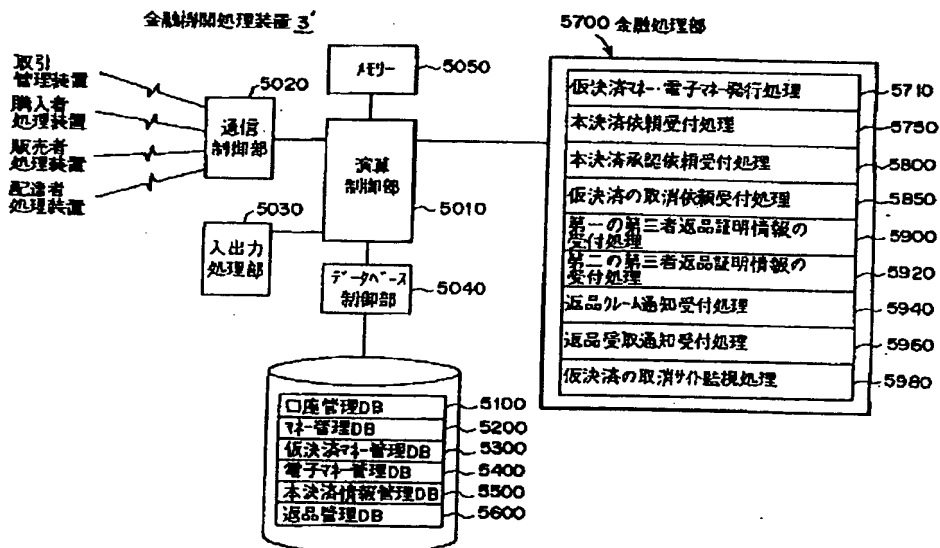 金融機関処理装置 3'
取引
管理装置
購入者
処理装置
販売者
処理装置
配達者
処理装置
5020
通信
制御部
メモリー
5050
演算
制御部
5010
5030
入出力
処理部
データベース
制御部
5040
口座管理DB
5100
マネー管理DB
5200
仮決済マネー管理DB
5300
電子マネー管理DB
5400
本決済情報管理DB
5500
返品管理DB
5600
5700 金融処理部
仮決済マネー・電子マネー発行処理
5710
本決済依頼受付処理
5750
本決済承認依頼受付処理
5800
仮決済の取消依頼受付処理
5850
第一の第三者返品証明情報の
受付処理
5900
第二の第三者返品証明情報の
受付処理
5920
返品クレーム通知受付処理
5940
返品受取通知受付処理
5960
仮決済の取消サイト監視処理
5980